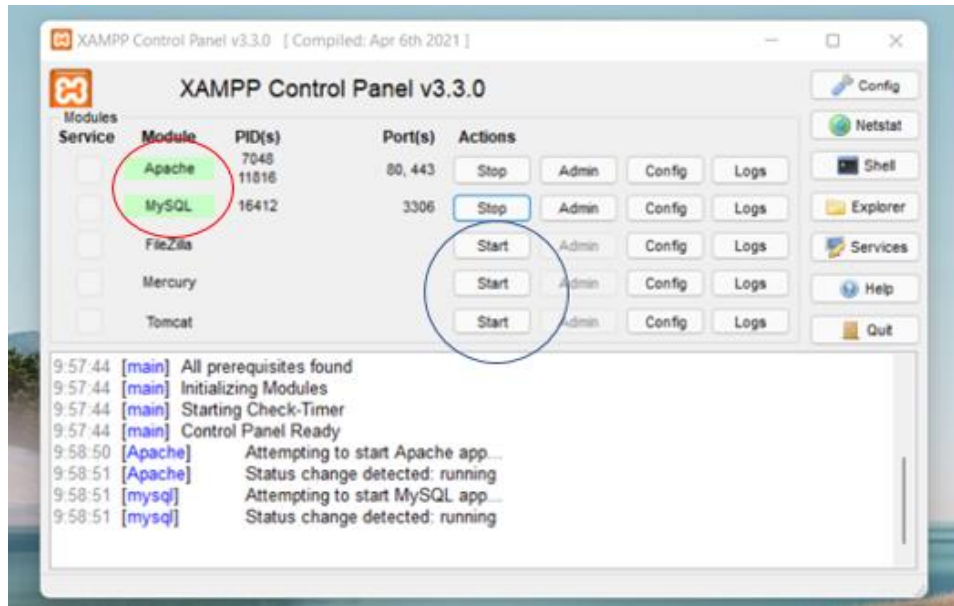 XAMPP Control Panel v3.3.0 [ Compiled: Apr 6th 2021 ]
XAMPP Control Panel v3.3.0
Config
Modules
Service Module PID(s) Port(s) Actions
Netstat
Apache 7048 11816 80, 443 Stop Admin Config Logs
Shell
MySQL 16412 3306 Stop Admin Config Logs
Explorer
FileZilla Start Admin Config Logs
Services
Mercury Start Admin Config Logs
Help
Tomcat Start Admin Config Logs
Quit
9:57:44 [main] All prerequisites found
9:57:44 [main] Initializing Modules
9:57:44 [main] Starting Check-Timer
9:57:44 [main] Control Panel Ready
9:58:50 [Apache] Attempting to start Apache app...
9:58:51 [Apache] Status change detected: running
9:58:51 [mysql] Attempting to start MySQL app...
9:58:51 [mysql] Status change detected: running